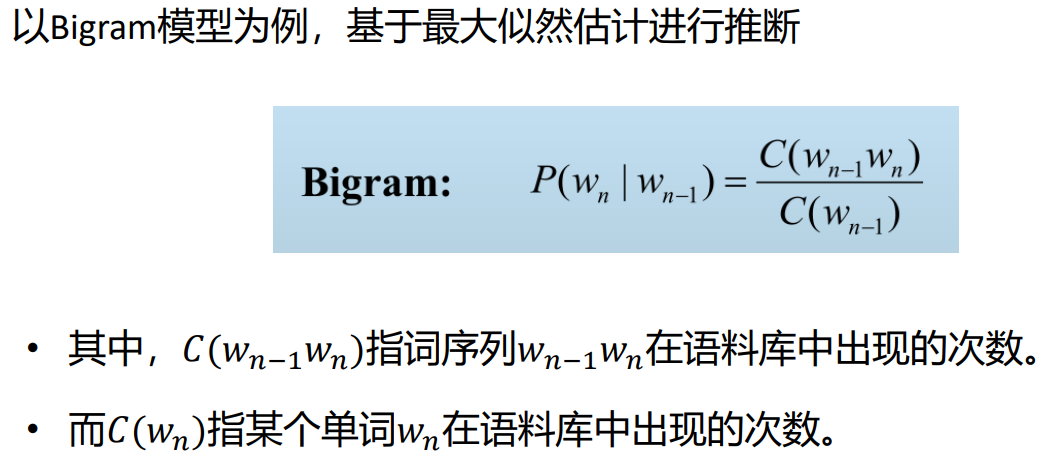 以Bigram模型为例，基于最大似然估计进行推断
Bigram: P(wₙ | wₙ₋₁) = C(wₙ₋₁wₙ) / C(wₙ₋₁)
• 其中，C(wₙ₋₁wₙ)指词序列wₙ₋₁wₙ在语料库中出现的次数。
• 而C(wₙ)指某个单词wₙ在语料库中出现的次数。